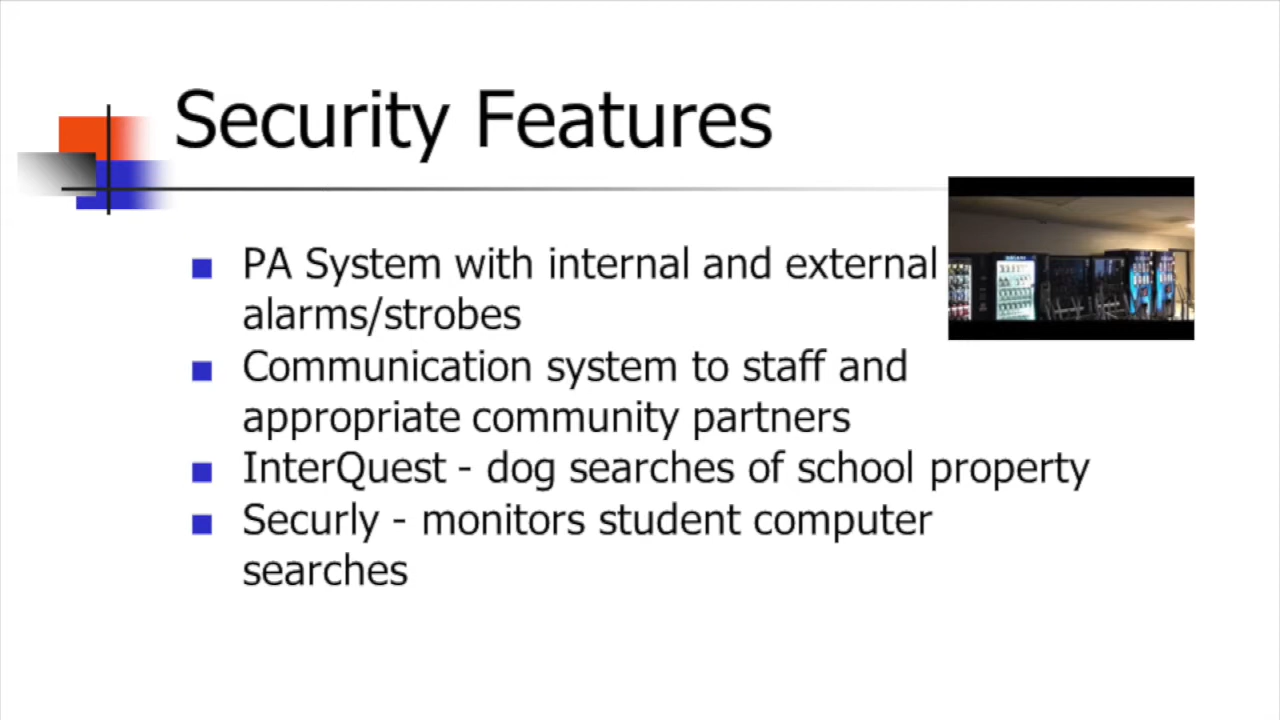 Security Features
PA System with internal and external
alarms/strobes
Communication system to staff and
appropriate community partners
InterQuest - dog searches of school property
Securly - monitors student computer
searches